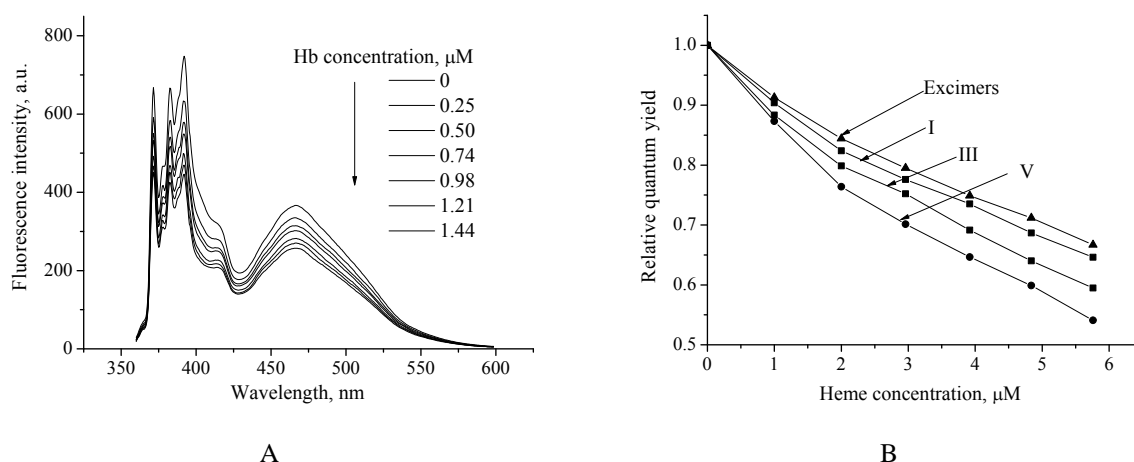 800
600
400
200
0
Fluorescence intensity, a.u.
350 400 450 500 550 600
Wavelength, nm
Hb concentration, μM
0
0.25
0.50
0.74
0.98
1.21
1.44
A
1.0
0.9
0.8
0.7
0.6
0.5
Relative quantum yield
0 1 2 3 4 5 6
Heme concentration, μM
Excimers
I
III
V
B